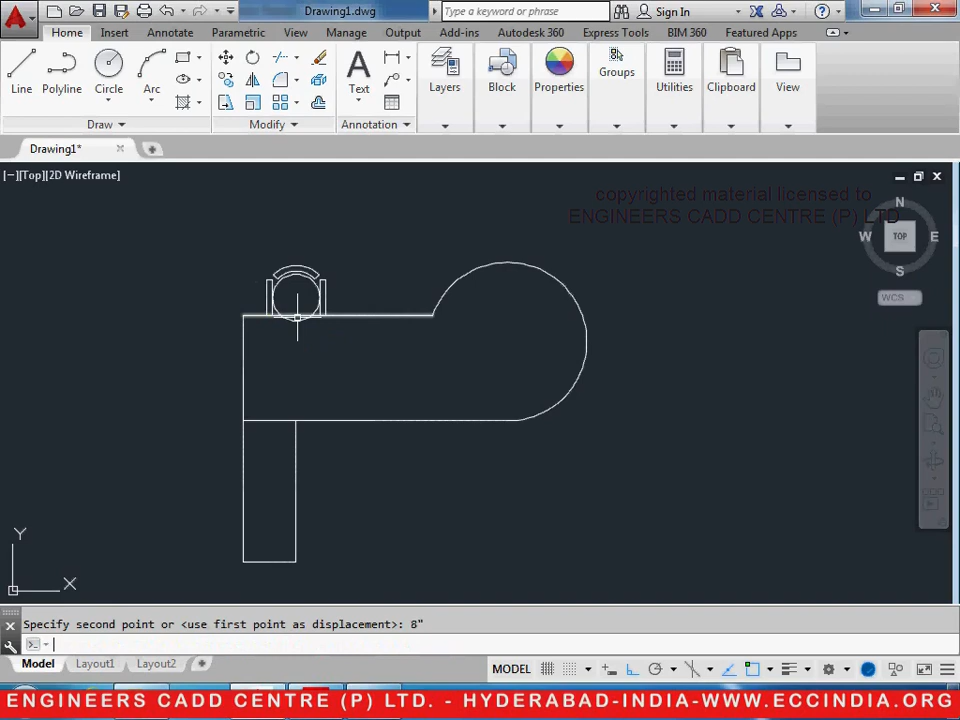 Drawing1.dwg
Type a keyword or phrase
Sign In
Home Insert Annotate Parametric View Manage Output Add-ins Autodesk 360 Express Tools BIM 360 Featured Apps
Line Polyline Circle Arc Text Layers Block Properties Groups Utilities Clipboard View
Draw Modify Annotation
Drawing1*
[−][Top][2D Wireframe]
copyrighted material licensed to
ENGINEERS CADD CENTRE (P) LTD
N
W TOP E
S
WCS
Y
X
Specify second point or <use first point as displacement>: 8"
Model Layout1 Layout2 MODEL
ENGINEERS CADD CENTRE (P) LTD. - HYDERABAD-INDIA-WWW.ECCINDIA.ORG